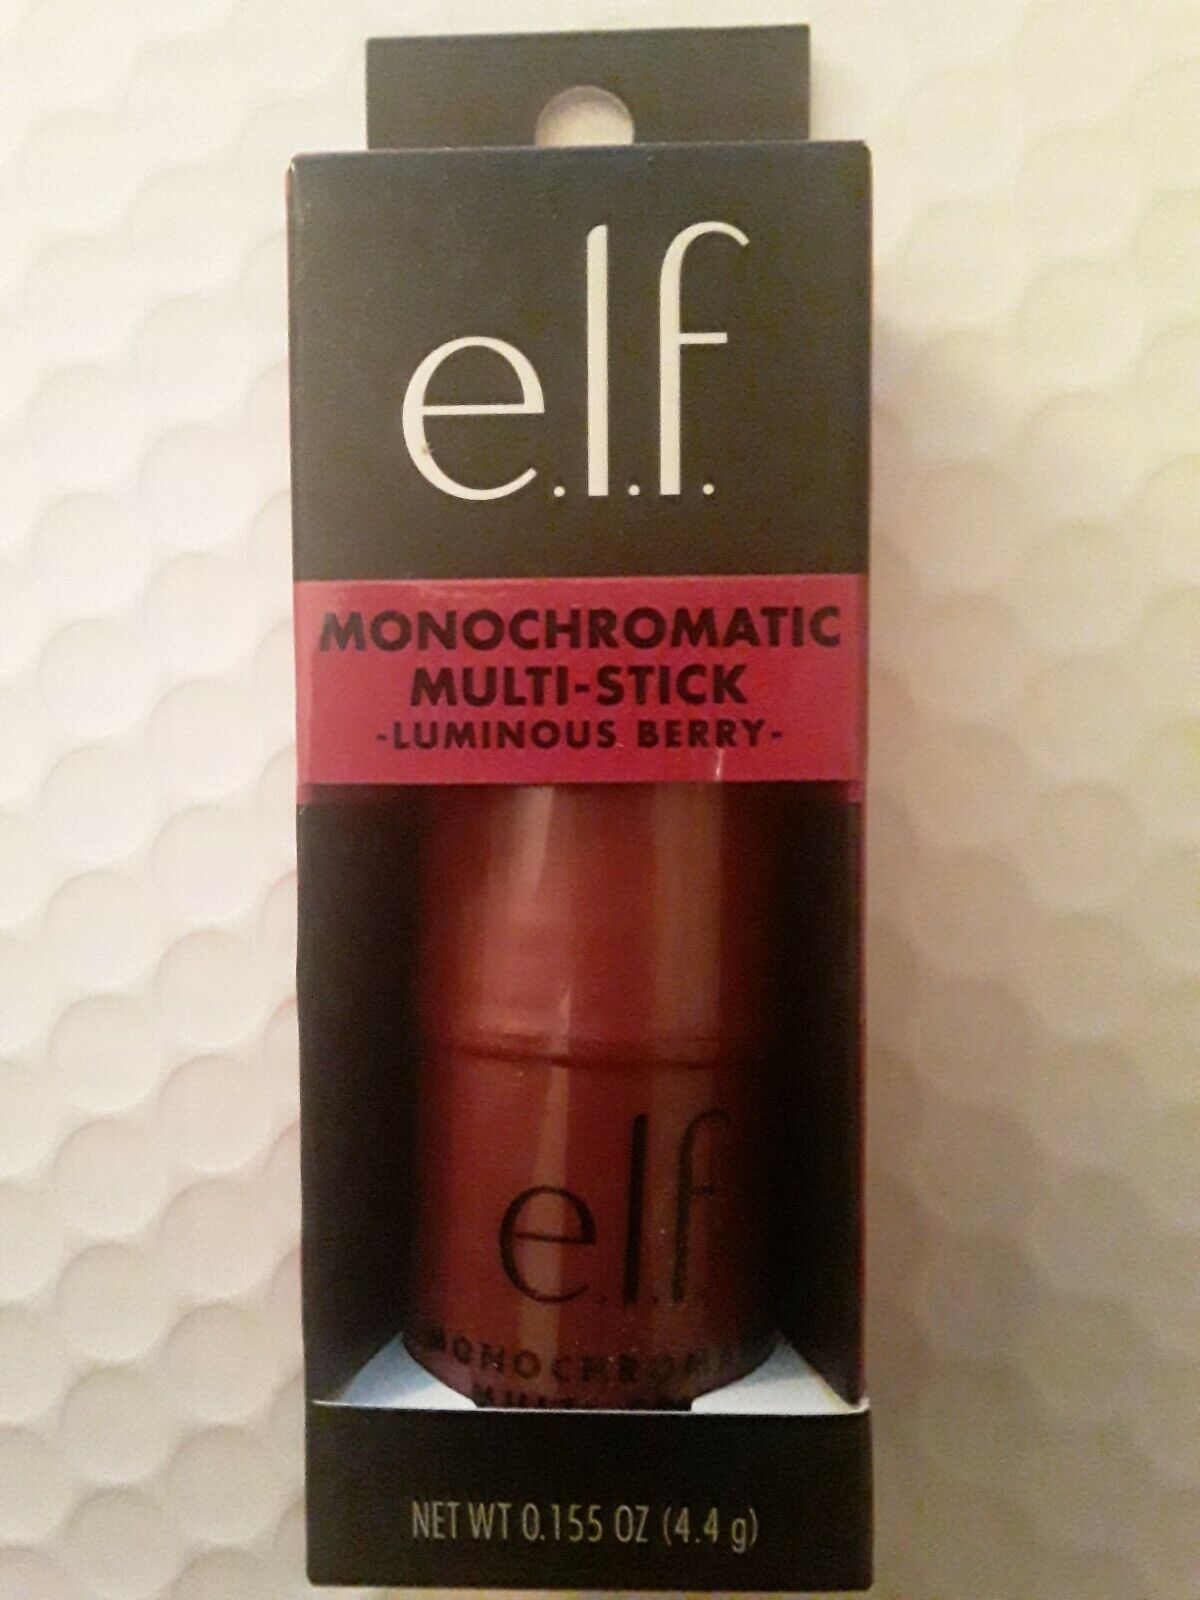 e.l.f.
MONOCHROMATIC
MULTI-STICK
-LUMINOUS BERRY-
e.l.f.
NET WT 0.155 OZ (4.4 g)